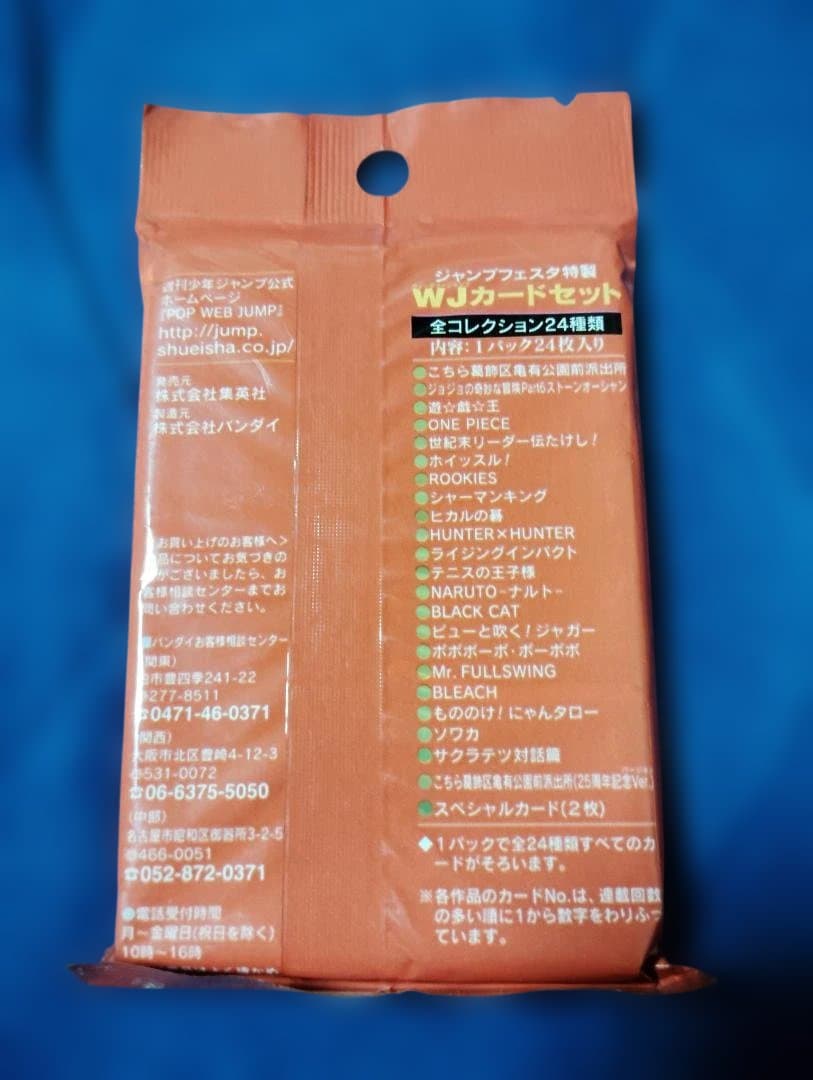 週刊少年ジャンプ公式
ホームページ
『POP WEB JUMP』
http://jump.
shueisha.co.jp/
発売元
株式会社集英社
製造元
株式会社バンダイ
お買い上げのお客様へ>
品についてお気づきの
がございましたら、お
客様相談センターまでお
問い合わせください。
バンダイお客様相談センター
(関東)
市豊四季241-22
277-8511
☎0471-46-0371
(関西)
大阪市北区豊崎4-12-3
531-0072
☎06-6375-5050
(中部)
名古屋市昭和区御器所3-2-5
466-0051
☎052-872-0371
●電話受付時間
月～金曜日(祝日を除く)
10時～16時
ジャンプフェスタ特製
WJカードセット
全コレクション24種類
内容:1パック24枚入り
●こちら葛飾区亀有公園前派出所
●ジョジョの奇妙な冒険Part6ストーンオーシャン
●遊☆戯☆王
●ONE PIECE
●世紀末リーダー伝たけし!
●ホイッスル!
●ROOKIES
●シャーマンキング
●ヒカルの碁
●HUNTER×HUNTER
●ライジングインパクト
●テニスの王子様
●NARUTO-ナルト-
●BLACK CAT
●ピューと吹く!ジャガー
●ボボボーボ・ボーボボ
●Mr. FULLSWING
●BLEACH
●もののけ!にゃんタロー
●ソワカ
●サクラテツ対話篇
●こちら葛飾区亀有公園前派出所(25周年記念Ver.)
●スペシャルカード(2枚)
◆1パックで全24種類すべてのカ
ードがそろいます。
※各作品のカードNo.は、連載回数
の多い順に1から数字をわりふっ
ています。